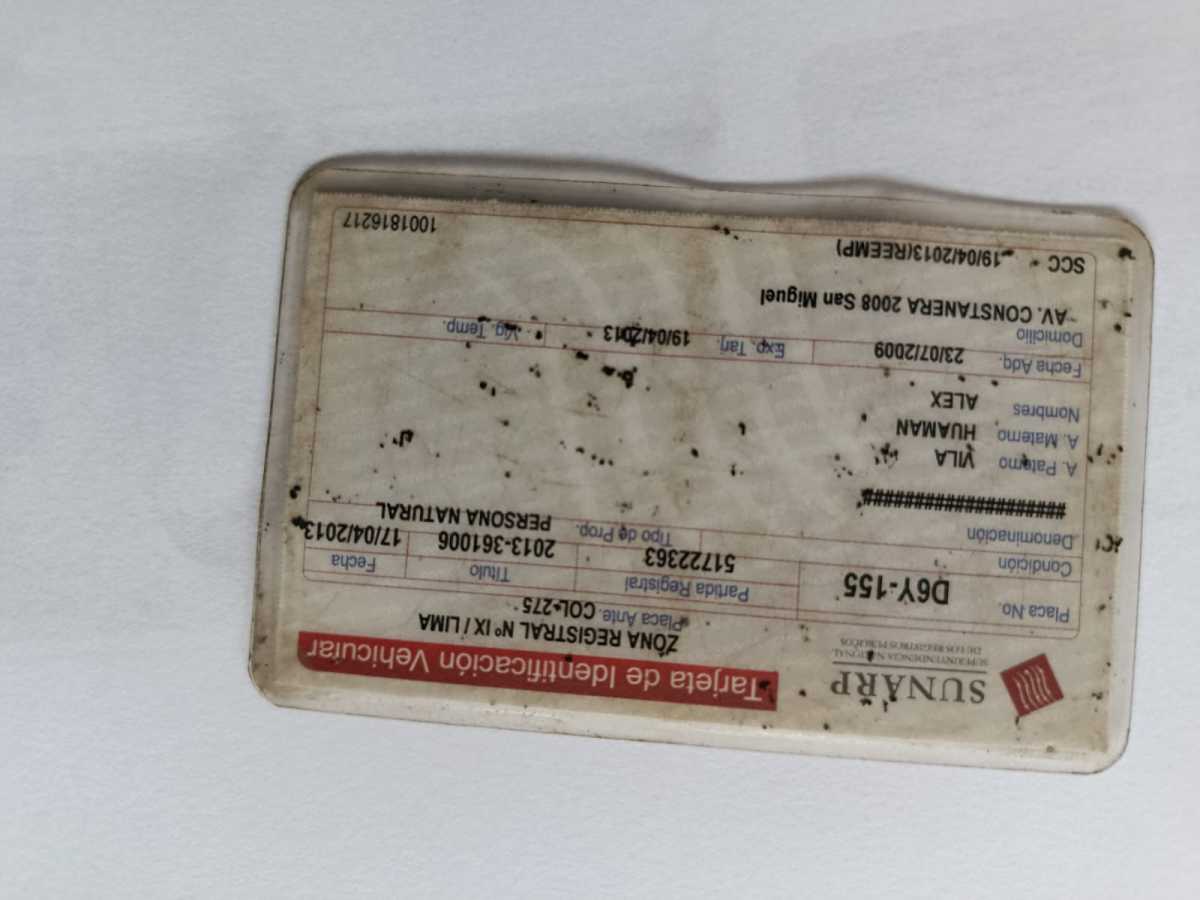 SUNARP
SUPERINTENDENCIA NACIONAL
DE LOS REGISTROS PÚBLICOS
Tarjeta de Identificación Vehicular
ZONA REGISTRAL Nº IX / LIMA
Placa No. D6Y-155 Placa Ante. COL-275
Partida Registral Título Fecha
Condición 51722363 2013-361006 17/04/2013
Denominación Tipo de Prop. PERSONA NATURAL
########################
A. Paterno VILA
A. Materno HUAMAN
Nombres ALEX
Fecha Adq. 23/07/2009 Exp. Tarj. 19/04/2013 Vig. Temp.
Domicilio
AV. CONSTANERA 2008 San Miguel
SCC 19/04/2013(REEMP)
1001816217